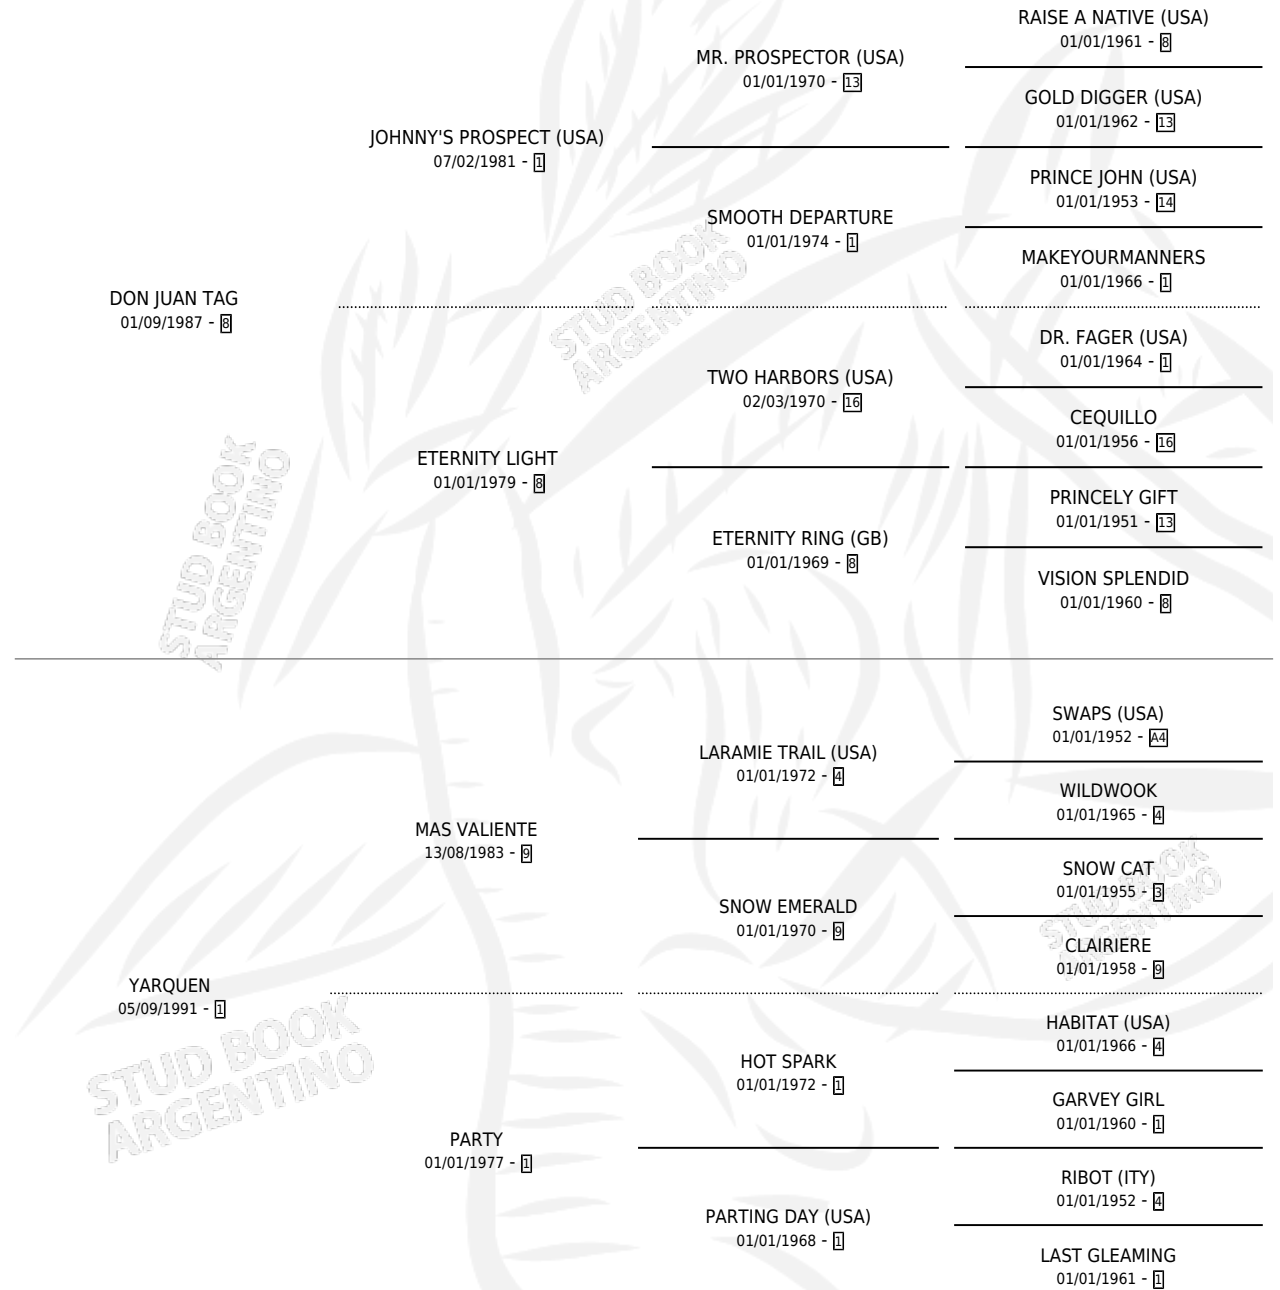 RAISE A NATIVE (USA)
01/01/1961 - 8
MR. PROSPECTOR (USA)
01/01/1970 - 13
GOLD DIGGER (USA)
01/01/1962 - 13
JOHNNY'S PROSPECT (USA)
07/02/1981 - 1
PRINCE JOHN (USA)
01/01/1953 - 14
SMOOTH DEPARTURE
01/01/1974 - 1
MAKEYOURMANNERS
01/01/1966 - 1
DON JUAN TAG
01/09/1987 - 8
DR. FAGER (USA)
01/01/1964 - 1
TWO HARBORS (USA)
02/03/1970 - 16
CEQUILLO
01/01/1956 - 16
ETERNITY LIGHT
01/01/1979 - 8
PRINCELY GIFT
01/01/1951 - 13
ETERNITY RING (GB)
01/01/1969 - 8
VISION SPLENDID
01/01/1960 - 8
SWAPS (USA)
01/01/1952 - A4
LARAMIE TRAIL (USA)
01/01/1972 - 4
WILDWOOK
01/01/1965 - 4
MAS VALIENTE
13/08/1983 - 9
SNOW CAT
01/01/1955 - 3
SNOW EMERALD
01/01/1970 - 9
CLAIRIERE
01/01/1958 - 9
YARQUEN
05/09/1991 - 1
HABITAT (USA)
01/01/1966 - 4
HOT SPARK
01/01/1972 - 1
GARVEY GIRL
01/01/1960 - 1
PARTY
01/01/1977 - 1
RIBOT (ITY)
01/01/1952 - 4
PARTING DAY (USA)
01/01/1968 - 1
LAST GLEAMING
01/01/1961 - 1
STUD BOOK
ARGENTINO
STUD BOOK
ARGENTINO
STUD BOOK
ARGENTINO
STUD BOOK
ARGENTINO